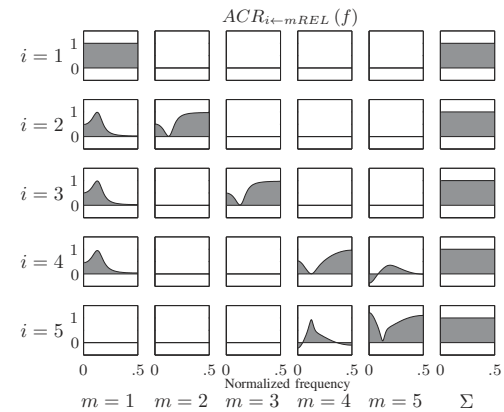 ACR_{i←mREL} (f)
i = 1
1
0
i = 2
1
0
i = 3
1
0
i = 4
1
0
i = 5
1
0
0 .5 0 .5 0 .5 0 .5 0 .5 0 .5
Normalized frequency
m = 1 m = 2 m = 3 m = 4 m = 5 Σ